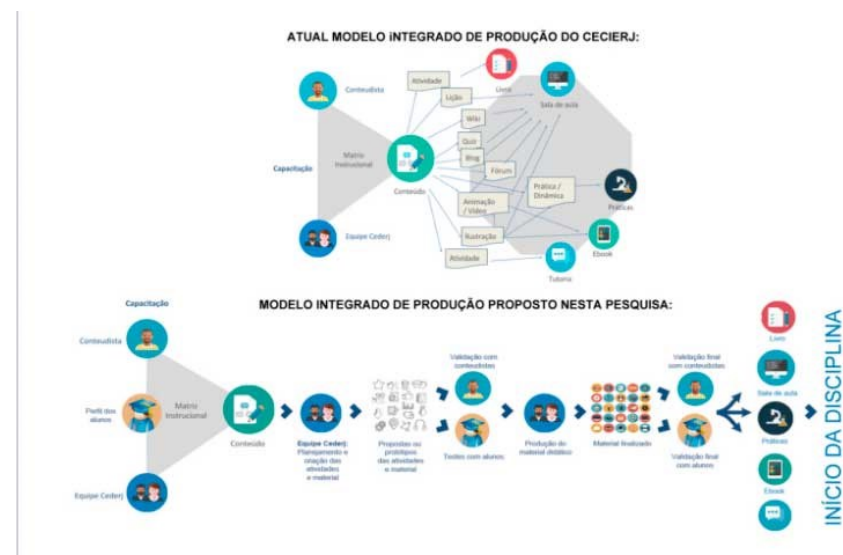 ATUAL MODELO iNTEGRADO DE PRODUÇÃO DO CECIERJ:
Conteudista
Capacitação
Matriz
Instrucional
Equipe Cederj
Conteúdo
Atividade
Lição
Wiki
Quiz
Blog
Fórum
Animação
/ Vídeo
Ilustração
Atividade
Prática /
Dinâmica
Livro
Sala de aula
Práticas
Ebook
Tutoria
MODELO INTEGRADO DE PRODUÇÃO PROPOSTO NESTA PESQUISA:
Capacitação
Conteudista
Perfil dos
alunos
Equipe Cederj
Matriz
Instrucional
Conteúdo
Equipe Cederj:
Planejamento e
criação das
atividades
e material
Propostas ou
protótipos
das atividades
e material
Validação com
conteudistas
Testes com alunos
Produção do
material didático
Material finalizado
Validação final
com conteudistas
Validação final
com alunos
Livro
Sala de aula
Práticas
Ebook
INÍCIO DA DISCIPLINA